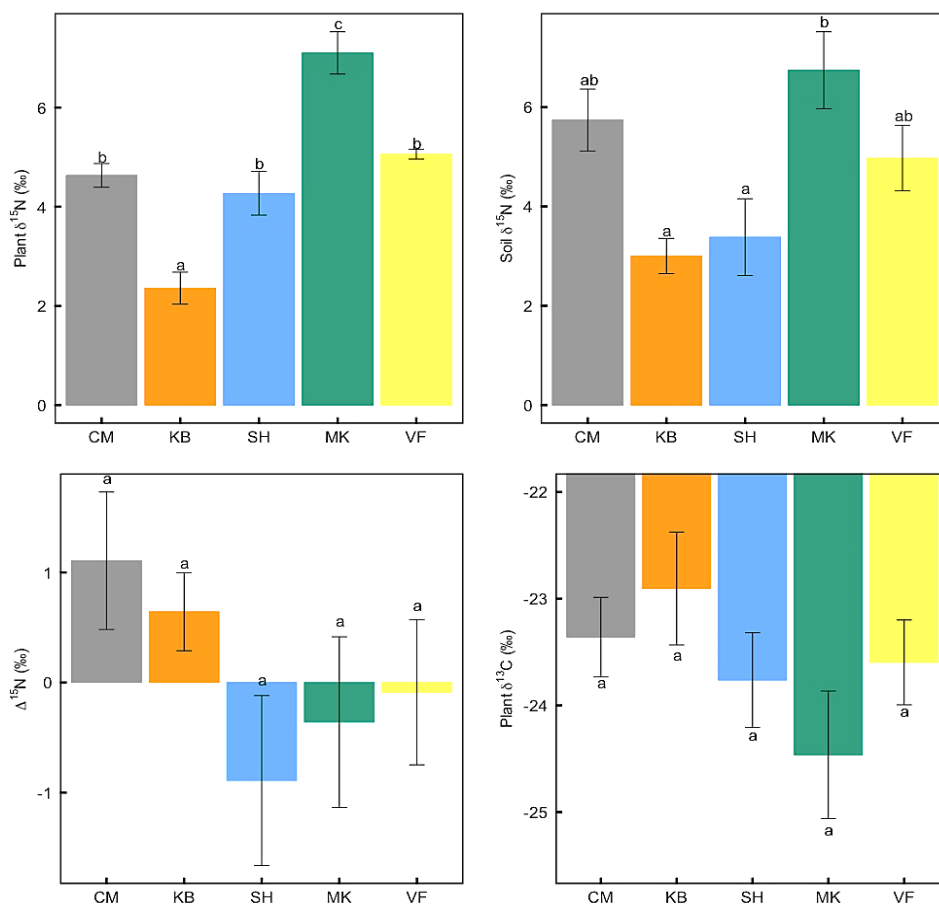 Plant δ¹⁵N (‰)
6
4
2
0
b
a
b
c
b
CM KB SH MK VF
Soil δ¹⁵N (‰)
6
4
2
0
ab
a
a
b
ab
CM KB SH MK VF
Δ¹⁵N (‰)
1
0
-1
a
a
a
a
a
CM KB SH MK VF
Plant δ¹³C (‰)
-22
-23
-24
-25
a
a
a
a
a
CM KB SH MK VF